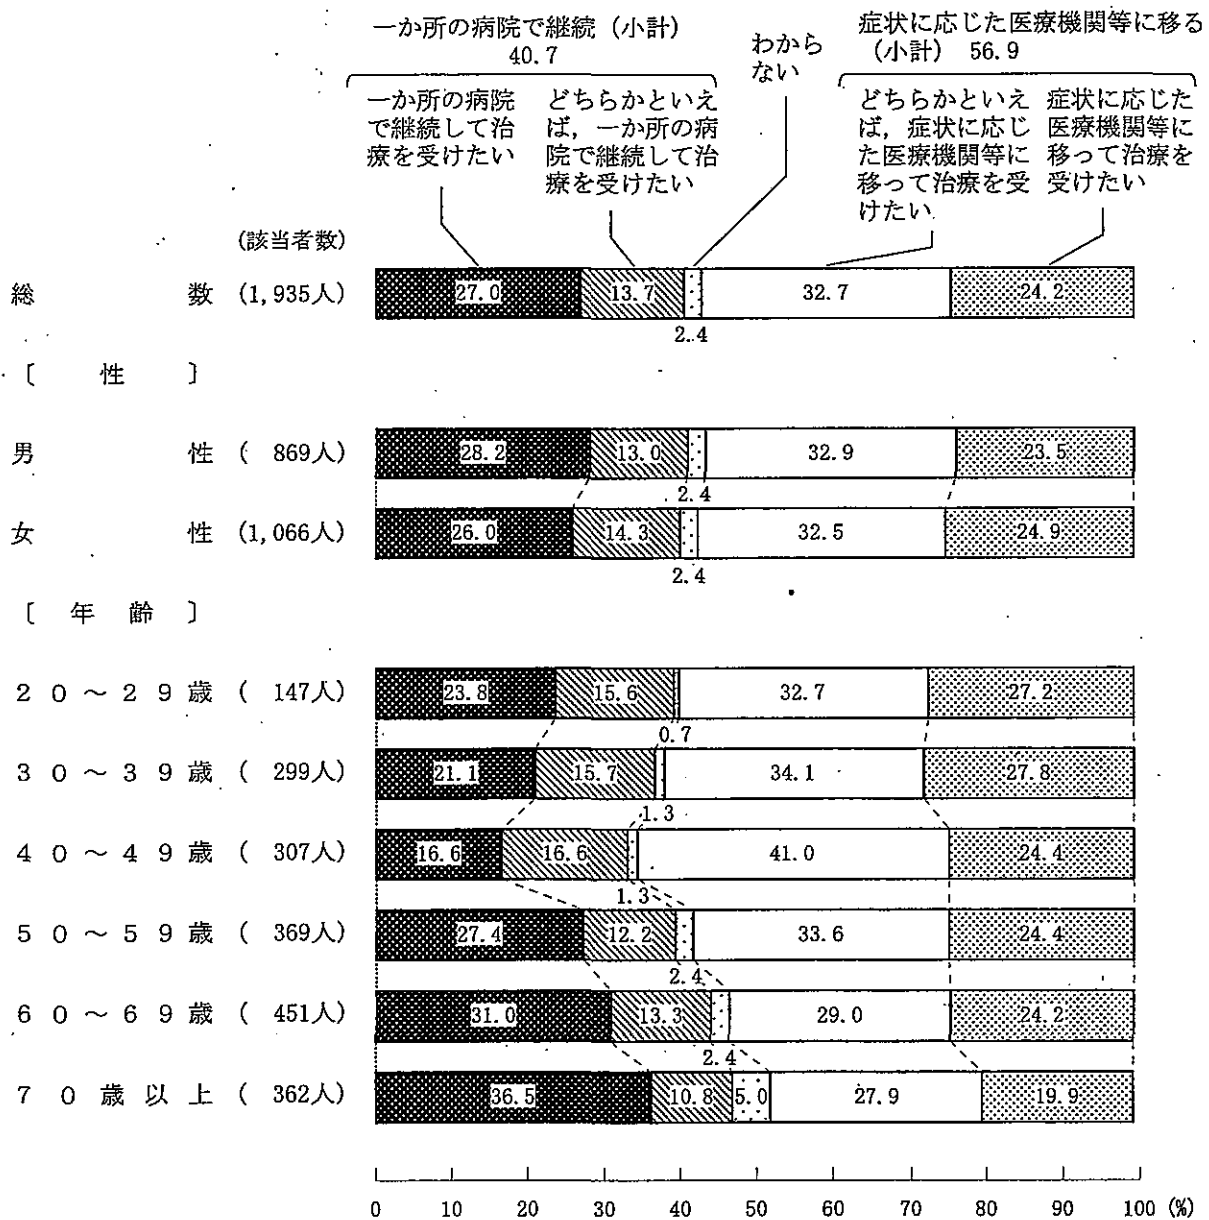 一か所の病院で継続（小計）
40.7
わから
ない
症状に応じた医療機関等に移る
（小計） 56.9
一か所の病院
で継続して治
療を受けたい
どちらかといえ
ば，一か所の病
院で継続して治
療を受けたい
どちらかといえ
ば，症状に応じ
た医療機関等に
移って治療を受
けたい
症状に応じた
医療機関等に
移って治療を
受けたい
(該当者数)
総数 (1,935人) 27.0 13.7 32.7 24.2
2.4
〔性〕
男性 ( 869人) 28.2 13.0 32.9 23.5
2.4
女性 (1,066人) 26.0 14.3 32.5 24.9
2.4
〔年齢〕
20～29歳 ( 147人) 23.8 15.6 32.7 27.2
0.7
30～39歳 ( 299人) 21.1 15.7 34.1 27.8
1.3
40～49歳 ( 307人) 16.6 16.6 41.0 24.4
1.3
50～59歳 ( 369人) 27.4 12.2 33.6 24.4
2.4
60～69歳 ( 451人) 31.0 13.3 29.0 24.2
2.4
70歳以上 ( 362人) 36.5 10.8 5.0 27.9 19.9
0 10 20 30 40 50 60 70 80 90 100 (%)